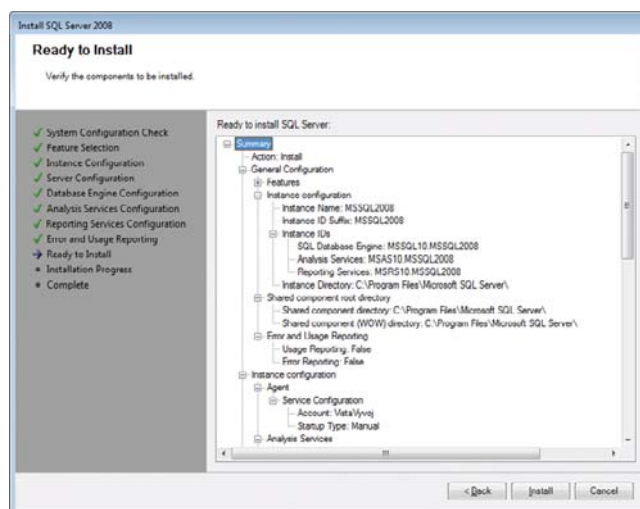 Install SQL Server 2008
Ready to Install
Verify the components to be installed.
System Configuration Check
Feature Selection
Instance Configuration
Server Configuration
Database Engine Configuration
Analysis Services Configuration
Reporting Services Configuration
Error and Usage Reporting
Ready to Install
Installation Progress
Complete
Ready to install SQL Server:
Summary
Action: Install
General Configuration
Features
Instance configuration
Instance Name: MSSQL2008
Instance ID Suffix: MSSQL2008
Instance IDs
SQL Database Engine: MSSQL10.MSSQL2008
Analysis Services: MSAS10.MSSQL2008
Reporting Services: MSRS10.MSSQL2008
Instance Directory: C:\Program Files\Microsoft SQL Server\
Shared component root directory
Shared component directory: C:\Program Files\Microsoft SQL Server\
Shared component (WOW) directory: C:\Program Files\Microsoft SQL Server\
Error and Usage Reporting
Usage Reporting: False
Error Reporting: False
Instance configuration
Agent
Service Configuration
Account: VistaVyvoj
Startup Type: Manual
Analysis Services
< Back
Install
Cancel